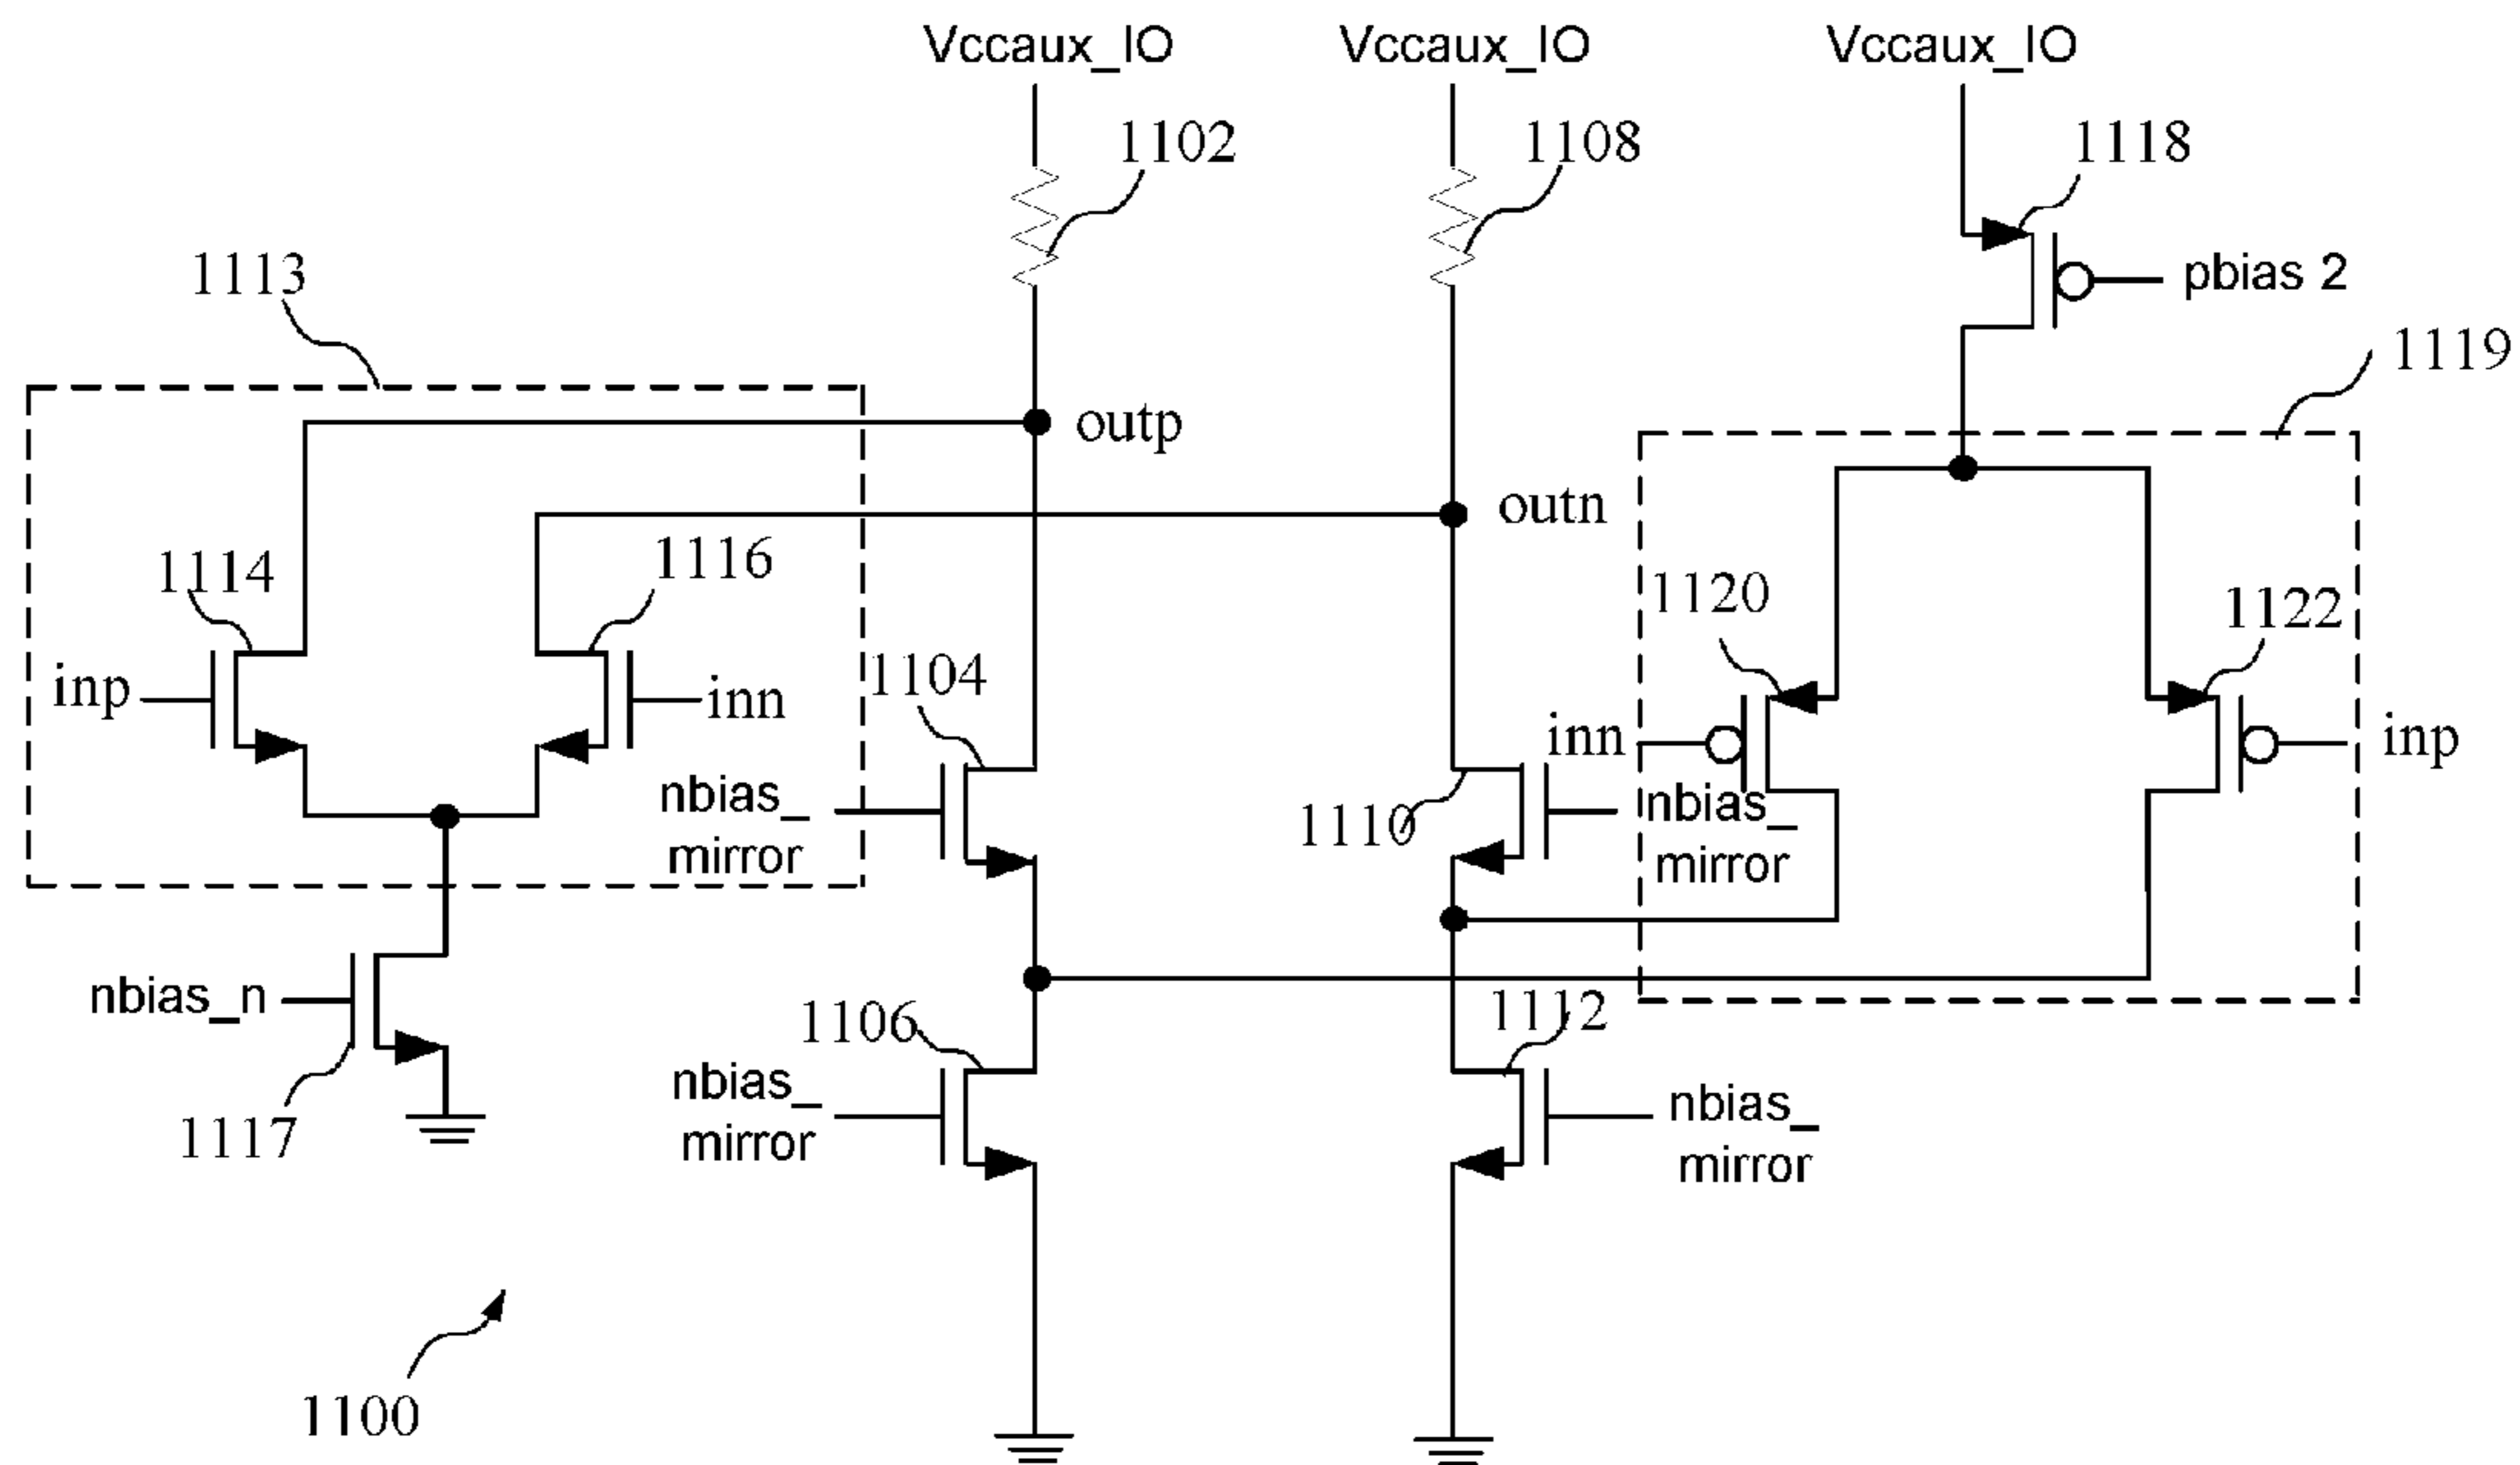 Vccaux_IO Vccaux_IO Vccaux_IO
1102 1108 1118
1113
pbias 2
1119
outp
outn
1114 1116
1120 1122
inp inn
1104
inn inp
nbias_
mirror
1110
nbias_
mirror
nbias_n
1106 1112
nbias_
mirror
nbias_
mirror
1117
1100